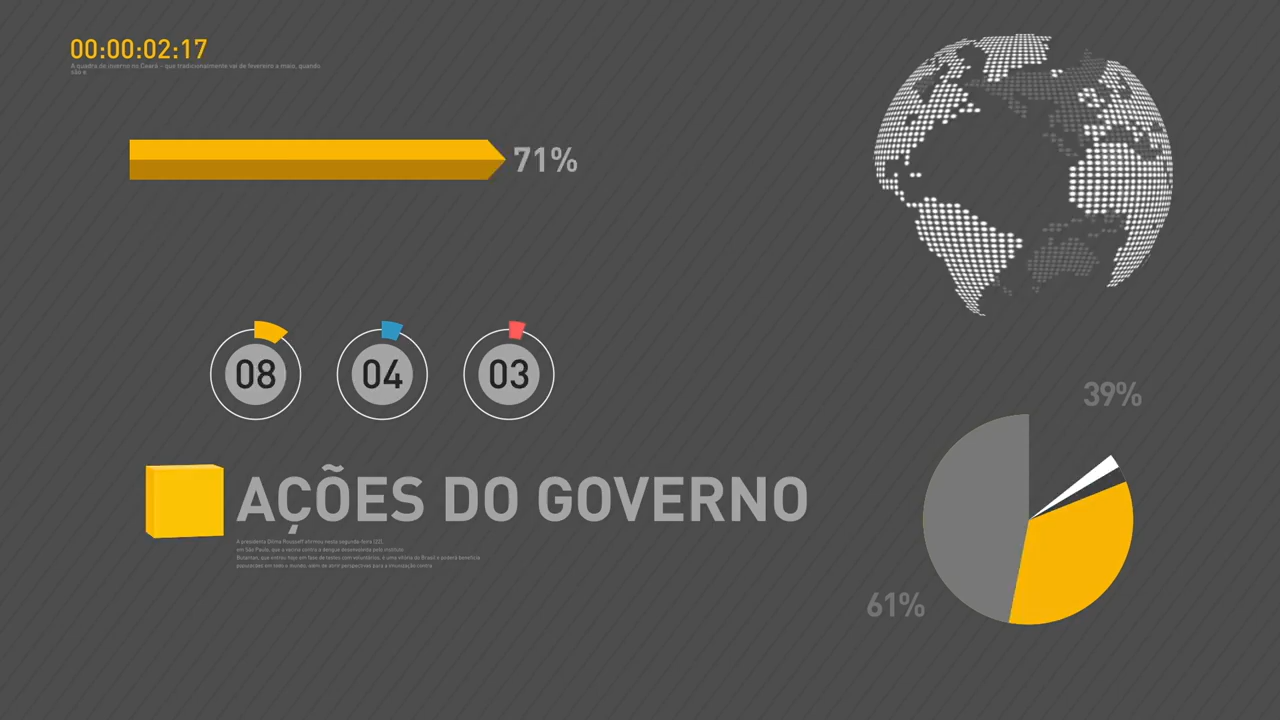 00:00:02:17
A quadra de inverno no Ceará - que tradicionarmente vai de fevereiro a maio, quando
são e
71%
08 04 03
39%
AÇÕES DO GOVERNO
A presidenta Dilma Rousseff afirmou nesta segunda-feira (22),
em São Paulo, que a vacina contra a dengue desenvolvida pelo Instituto
Butantan, que entrou hoje em fase de testes com voluntários, é uma vitória do Brasil e poderá beneficiar
populações em todo o mundo, além de abrir perspectivas para a imunização contra
61%